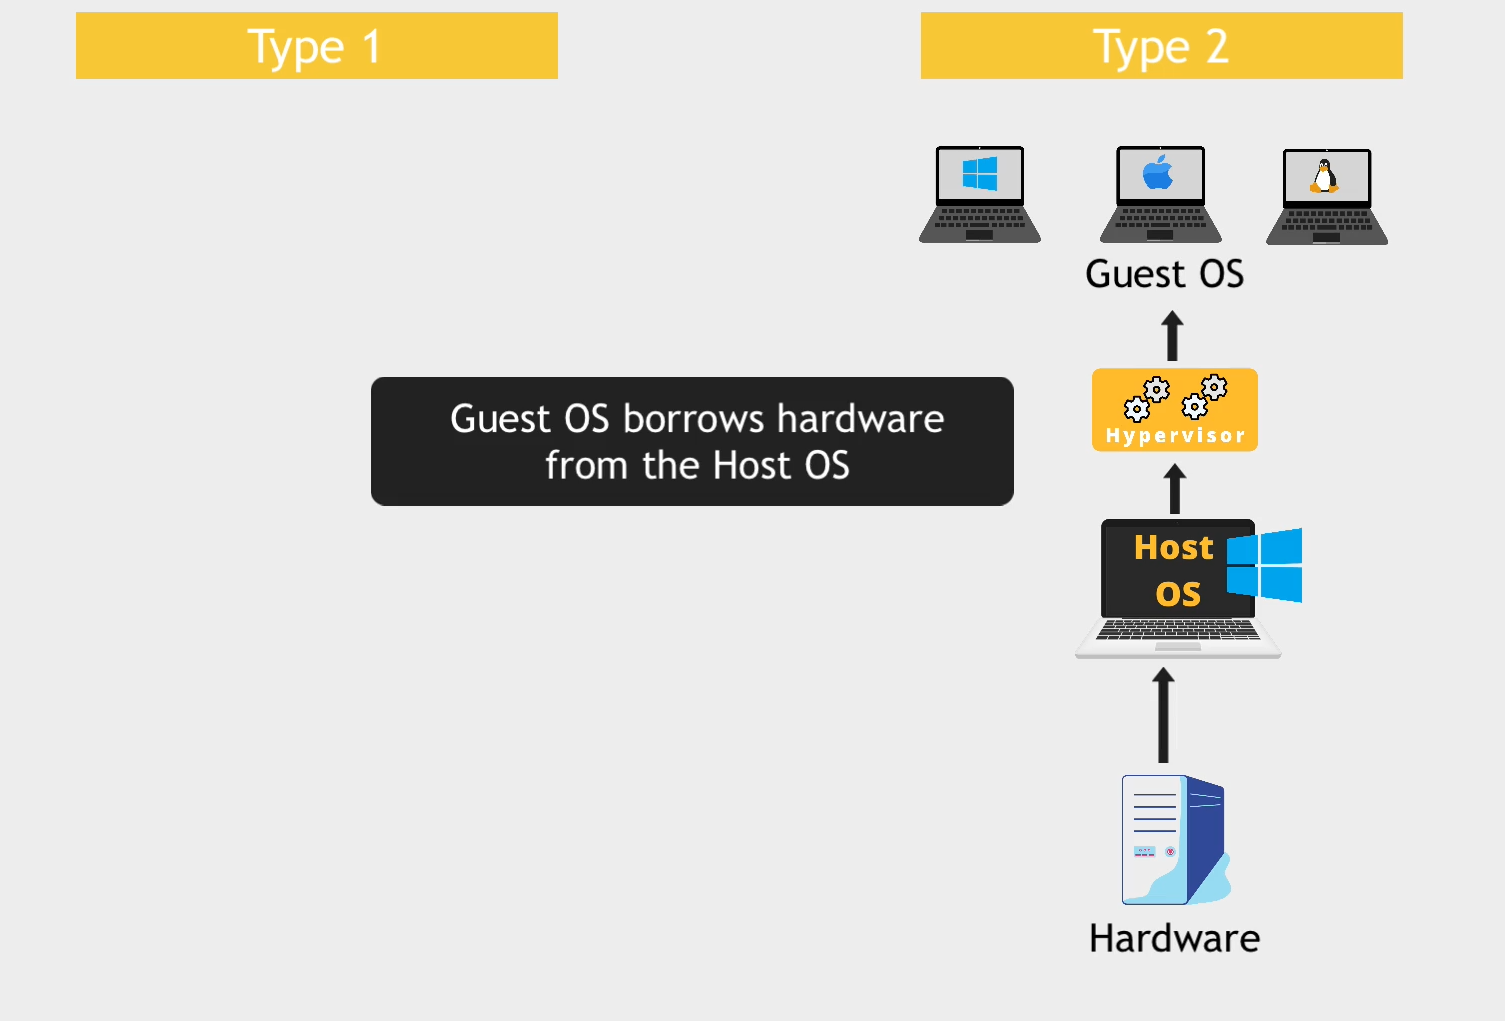 Type 1
Type 2
Guest OS
Guest OS borrows hardware
from the Host OS
Hypervisor
Host
OS
Hardware